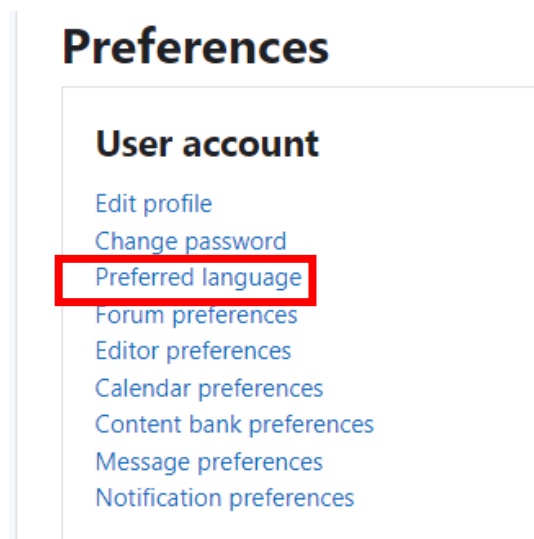 Preferences
User account
Edit profile
Change password
Preferred language
Forum preferences
Editor preferences
Calendar preferences
Content bank preferences
Message preferences
Notification preferences